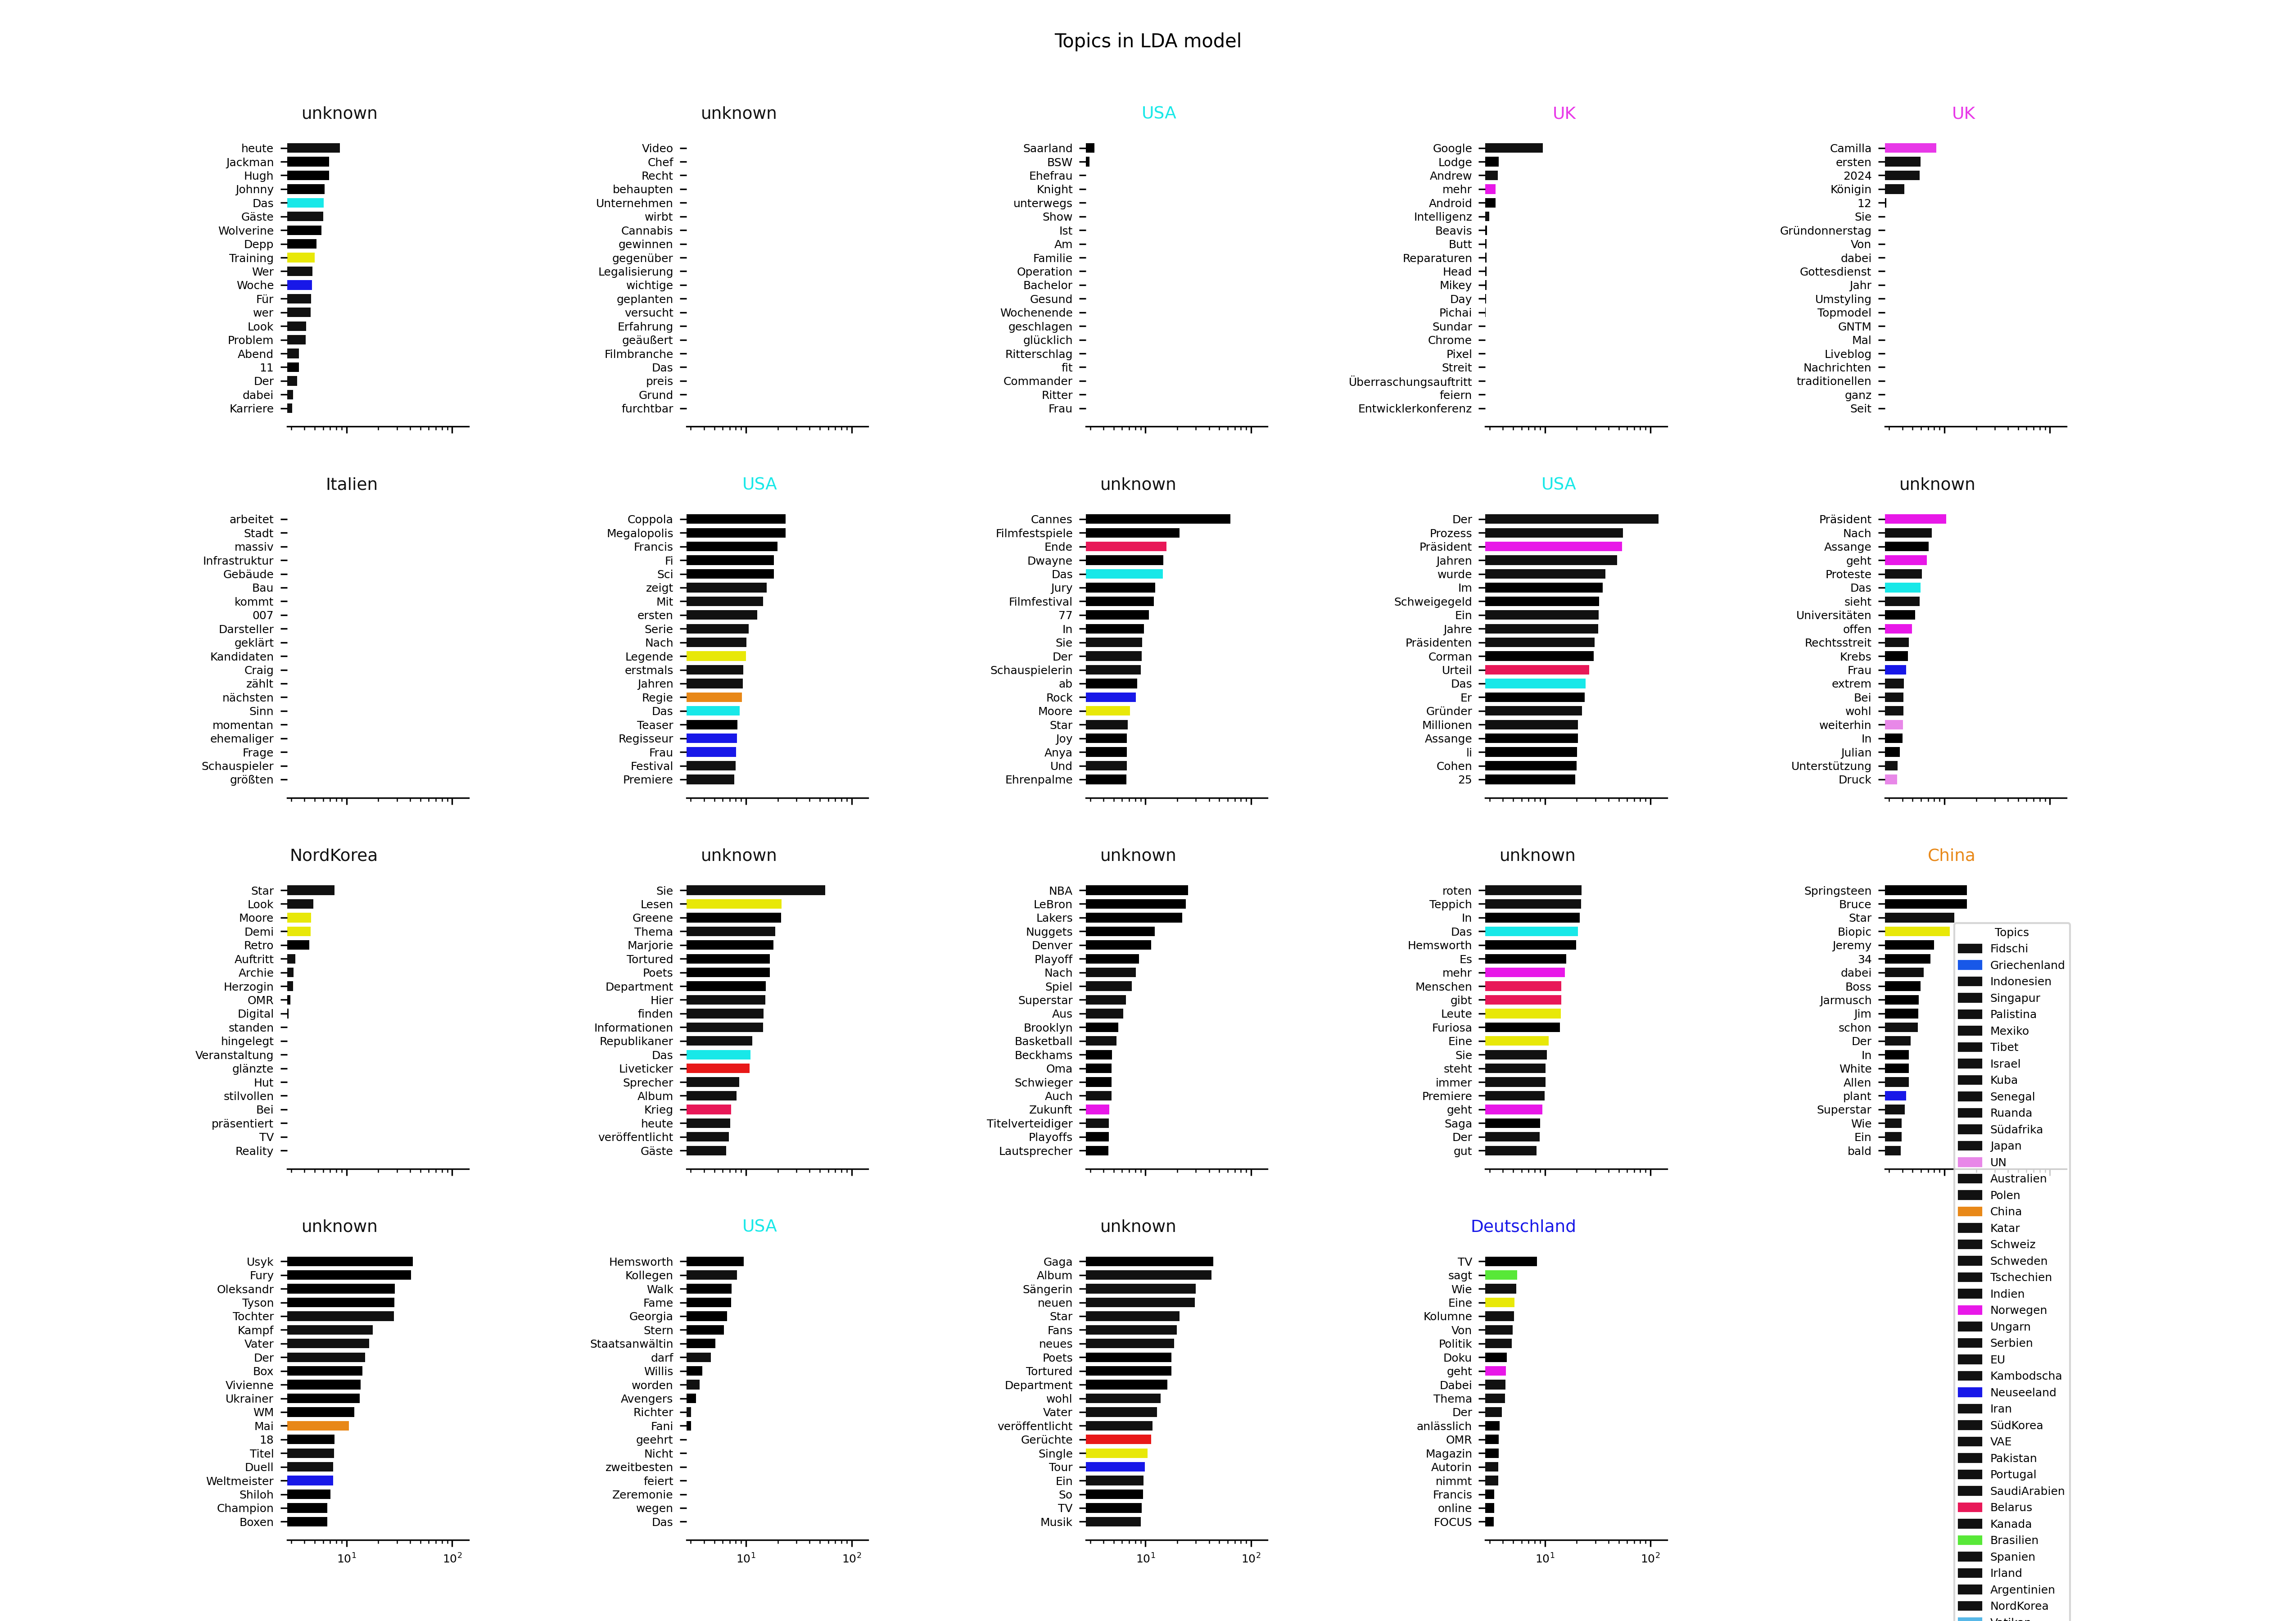 Topics in LDA model
unknown
heute
Jackman
Hugh
Johnny
Das
Gäste
Wolverine
Depp
Training
Wer
Woche
Für
wer
Look
Problem
Abend
11
Der
dabei
Karriere
unknown
Video
Chef
Recht
behaupten
Unternehmen
wirbt
Cannabis
gewinnen
gegenüber
Legalisierung
wichtige
geplanten
versucht
Erfahrung
geäußert
Filmbranche
Das
preis
Grund
furchtbar
USA
Saarland
BSW
Ehefrau
Knight
unterwegs
Show
Ist
Am
Familie
Operation
Bachelor
Gesund
Wochenende
geschlagen
glücklich
Ritterschlag
fit
Commander
Ritter
Frau
UK
Google
Lodge
Andrew
mehr
Android
Intelligenz
Beavis
Butt
Reparaturen
Head
Mikey
Day
Pichai
Sundar
Chrome
Pixel
Streit
Überraschungsauftritt
feiern
Entwicklerkonferenz
UK
Camilla
ersten
2024
Königin
12
Sie
Gründonnerstag
Von
dabei
Gottesdienst
Jahr
Umstyling
Topmodel
GNTM
Mal
Liveblog
Nachrichten
traditionellen
ganz
Seit
Italien
arbeitet
Stadt
massiv
Infrastruktur
Gebäude
Bau
kommt
007
Darsteller
geklärt
Kandidaten
Craig
zählt
nächsten
Sinn
momentan
ehemaliger
Frage
Schauspieler
größten
USA
Coppola
Megalopolis
Francis
Fi
Sci
zeigt
Mit
ersten
Serie
Nach
Legende
erstmals
Jahren
Regie
Das
Teaser
Regisseur
Frau
Festival
Premiere
unknown
Cannes
Filmfestspiele
Ende
Dwayne
Das
Jury
Filmfestival
77
In
Sie
Der
Schauspielerin
ab
Rock
Moore
Star
Joy
Anya
Und
Ehrenpalme
USA
Der
Prozess
Präsident
Jahren
wurde
Im
Schweigegeld
Ein
Jahre
Präsidenten
Corman
Urteil
Das
Er
Gründer
Millionen
Assange
li
Cohen
25
unknown
Präsident
Nach
Assange
geht
Proteste
Das
sieht
Universitäten
offen
Rechtsstreit
Krebs
Frau
extrem
Bei
wohl
weiterhin
In
Julian
Unterstützung
Druck
NordKorea
Star
Look
Moore
Demi
Retro
Auftritt
Archie
Herzogin
OMR
Digital
standen
hingelegt
Veranstaltung
glänzte
Hut
stilvollen
Bei
präsentiert
TV
Reality
unknown
Sie
Lesen
Greene
Thema
Marjorie
Tortured
Poets
Department
Hier
finden
Informationen
Republikaner
Das
Liveticker
Sprecher
Album
Krieg
heute
veröffentlicht
Gäste
unknown
NBA
LeBron
Lakers
Nuggets
Denver
Playoff
Nach
Spiel
Superstar
Aus
Brooklyn
Basketball
Beckhams
Oma
Schwieger
Auch
Zukunft
Titelverteidiger
Playoffs
Lautsprecher
unknown
roten
Teppich
In
Das
Hemsworth
Es
mehr
Menschen
gibt
Leute
Furiosa
Eine
Sie
steht
immer
Premiere
geht
Saga
Der
gut
China
Springsteen
Bruce
Star
Biopic
Jeremy
34
dabei
Boss
Jarmusch
Jim
schon
Der
In
White
Allen
plant
Superstar
Wie
Ein
bald
unknown
Usyk
Fury
Oleksandr
Tyson
Tochter
Kampf
Vater
Der
Box
Vivienne
Ukrainer
WM
Mai
18
Titel
Duell
Weltmeister
Shiloh
Champion
Boxen
10¹
10²
USA
Hemsworth
Kollegen
Walk
Fame
Georgia
Stern
Staatsanwältin
darf
Willis
worden
Avengers
Richter
Fani
geehrt
Nicht
zweitbesten
feiert
Zeremonie
wegen
Das
10¹
10²
unknown
Gaga
Album
Sängerin
neuen
Star
Fans
neues
Poets
Tortured
Department
wohl
Vater
veröffentlicht
Gerüchte
Single
Tour
Ein
So
TV
Musik
10¹
10²
Deutschland
TV
sagt
Wie
Eine
Kolumne
Von
Politik
Doku
geht
Dabei
Thema
Der
anlässlich
OMR
Magazin
Autorin
nimmt
Francis
online
FOCUS
10¹
10²
Topics
Fidschi
Griechenland
Indonesien
Singapur
Palistina
Mexiko
Tibet
Israel
Kuba
Senegal
Ruanda
Südafrika
Japan
UN
Australien
Polen
China
Katar
Schweiz
Schweden
Tschechien
Indien
Norwegen
Ungarn
Serbien
EU
Kambodscha
Neuseeland
Iran
SüdKorea
VAE
Pakistan
Portugal
SaudiArabien
Belarus
Kanada
Brasilien
Spanien
Irland
Argentinien
NordKorea